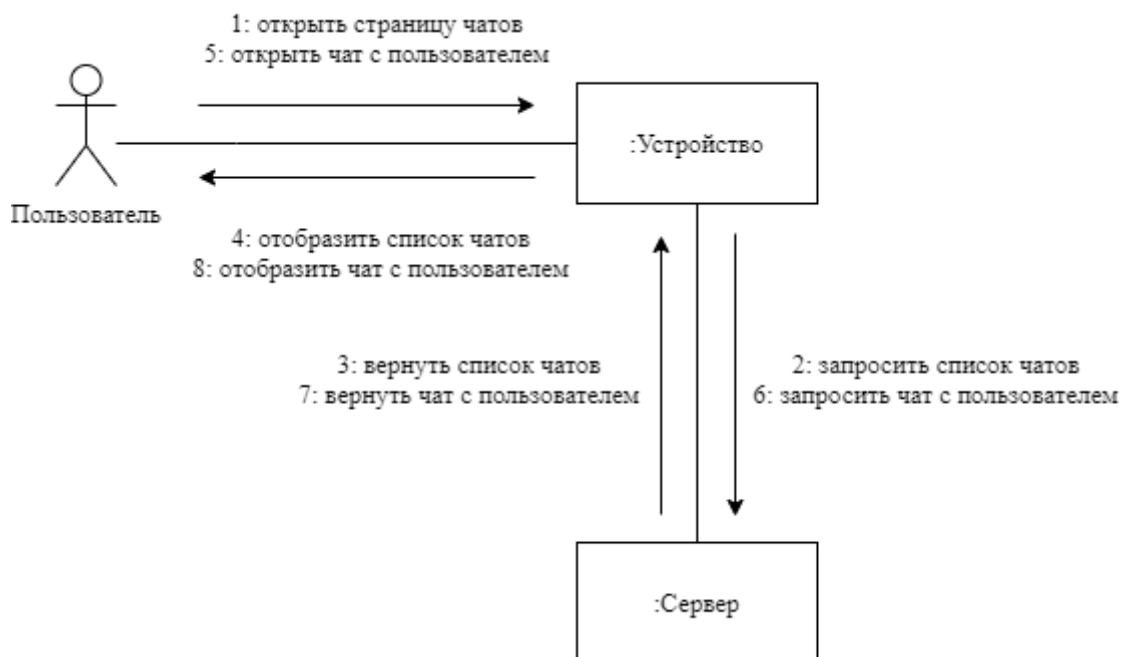 1: открыть страницу чатов
5: открыть чат с пользователем
:Устройство
Пользователь
4: отобразить список чатов
8: отобразить чат с пользователем
3: вернуть список чатов
7: вернуть чат с пользователем
2: запросить список чатов
6: запросить чат с пользователем
:Сервер